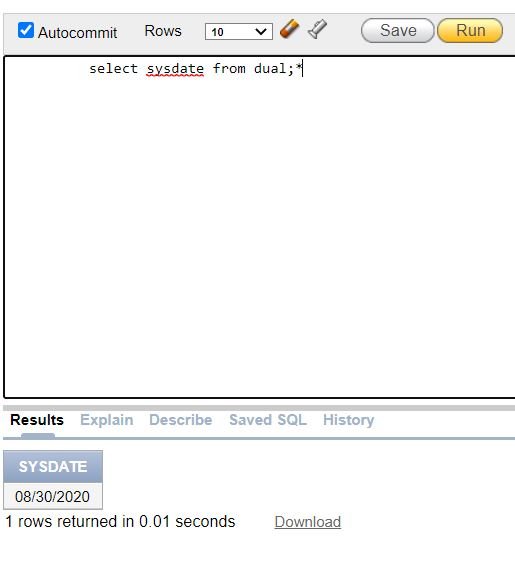 Autocommit Rows 10 Save Run
select sysdate from dual;*
Results Explain Describe Saved SQL History
SYSDATE
08/30/2020
1 rows returned in 0.01 seconds Download